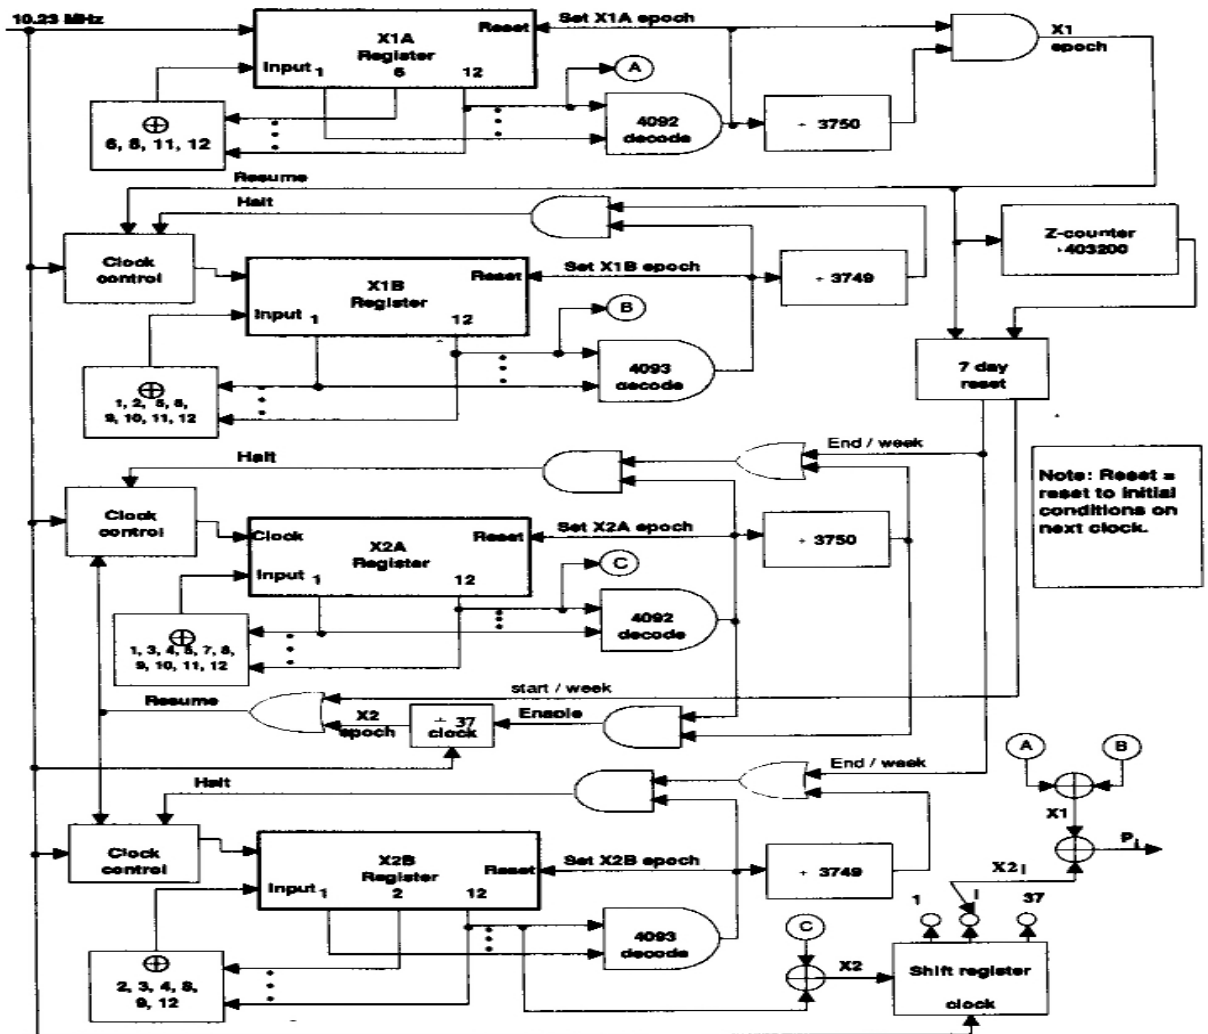 10.23 MHz
X1A
Register
Reset
Input
1
6
12
Set X1A epoch
A
X1
epoch
4092
decode
÷ 3750
⊕
6, 8, 11, 12
Resume
Halt
Clock
control
X1B
Register
Reset
Input
1
12
Set X1B epoch
B
÷ 3749
Z-counter
÷403200
4093
decode
7 day
reset
⊕
1, 2, 5, 8,
9, 10, 11, 12
End / week
Halt
Clock
control
Clock
X2A
Register
Reset
Input
1
12
Set X2A epoch
C
÷ 3750
Note: Reset =
reset to initial
conditions on
next clock.
4092
decode
⊕
1, 3, 4, 5, 7, 8,
9, 10, 11, 12
start / week
Resume
X2
epoch
÷ 37
clock
Enable
End / week
Halt
A
B
X1
Clock
control
X2B
Register
Reset
Input
1
2
12
Set X2B epoch
÷ 3749
Pi
X2i
1
i
37
4093
decode
⊕
2, 3, 4, 8,
9, 12
C
X2
Shift register
clock